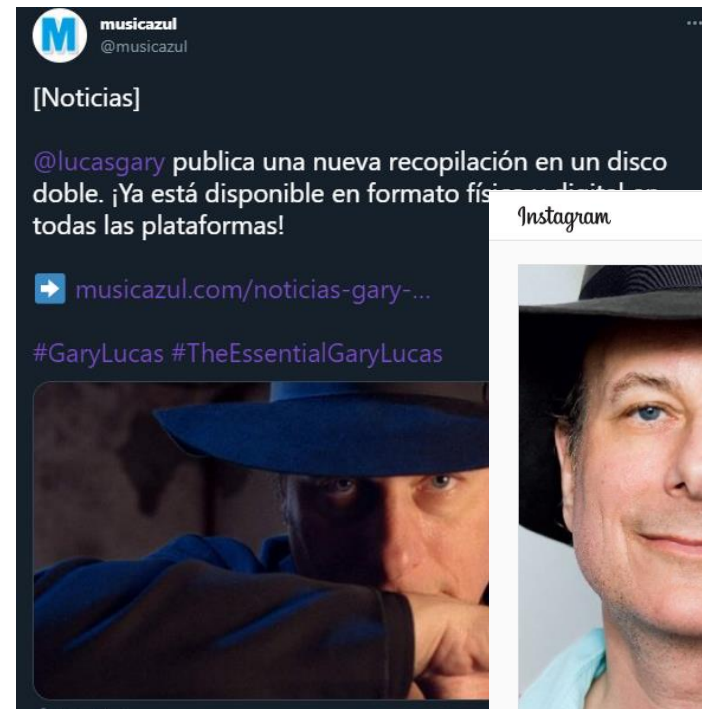 M
musicazul
@musicazul
[Noticias]
@lucasgary publica una nueva recopilación en un disco
doble. ¡Ya está disponible en formato
todas las plataformas!
musicazul.com/noticias-gary-...
#GaryLucas #TheEssentialGaryLucas
Instagram